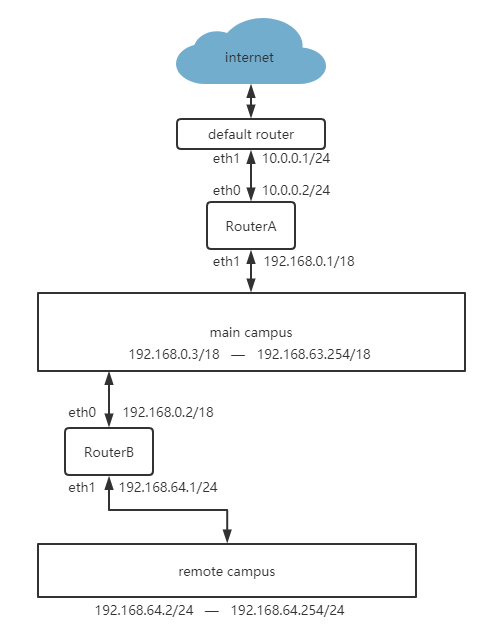 internet
default router
eth1 10.0.0.1/24
eth0 10.0.0.2/24
RouterA
eth1 192.168.0.1/18
main campus
192.168.0.3/18 — 192.168.63.254/18
eth0 192.168.0.2/18
RouterB
eth1 192.168.64.1/24
remote campus
192.168.64.2/24 — 192.168.64.254/24